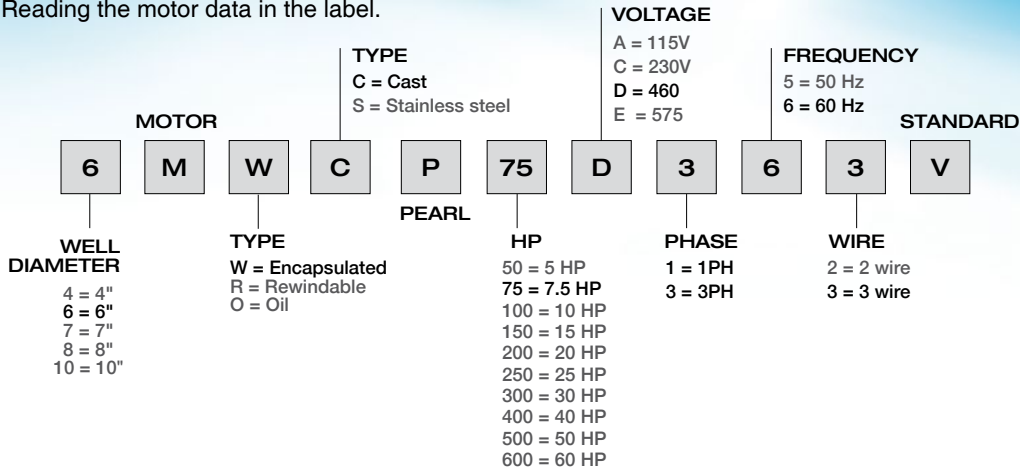 Reading the motor data in the label.
VOLTAGE
A = 115V
C = 230V
D = 460
E = 575
TYPE
C = Cast
S = Stainless steel
FREQUENCY
5 = 50 Hz
6 = 60 Hz
MOTOR
STANDARD
6 M W C P 75 D 3 6 3 V
PEARL
WELL
DIAMETER
4 = 4"
6 = 6"
7 = 7"
8 = 8"
10 = 10"
TYPE
W = Encapsulated
R = Rewindable
O = Oil
HP
50 = 5 HP
75 = 7.5 HP
100 = 10 HP
150 = 15 HP
200 = 20 HP
250 = 25 HP
300 = 30 HP
400 = 40 HP
500 = 50 HP
600 = 60 HP
PHASE
1 = 1PH
3 = 3PH
WIRE
2 = 2 wire
3 = 3 wire